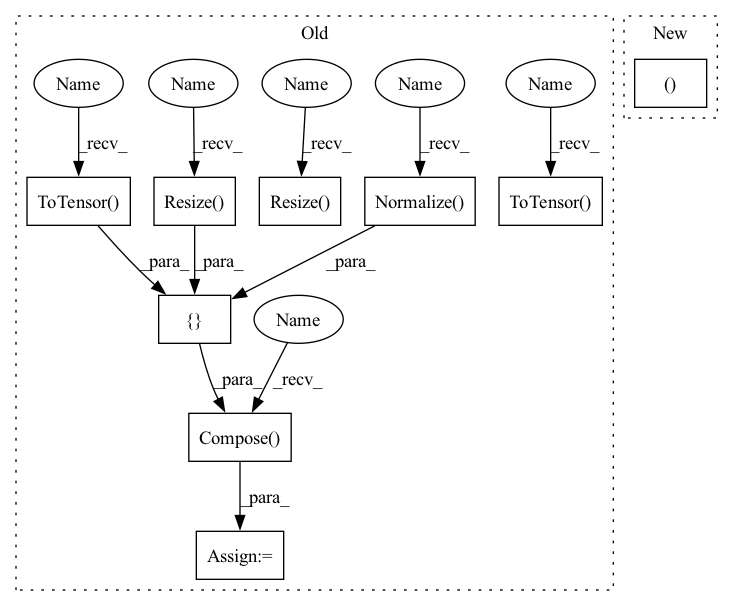 Old
New
Name
Name
Name
Name
Name
()
_recv_
_recv_
_recv_
_recv_
_recv_
ToTensor()
Resize()
Resize()
Normalize()
ToTensor()
_para_
_para_
_para_
{}
Name
_para_
_recv_
Compose()
_para_
Assign:=